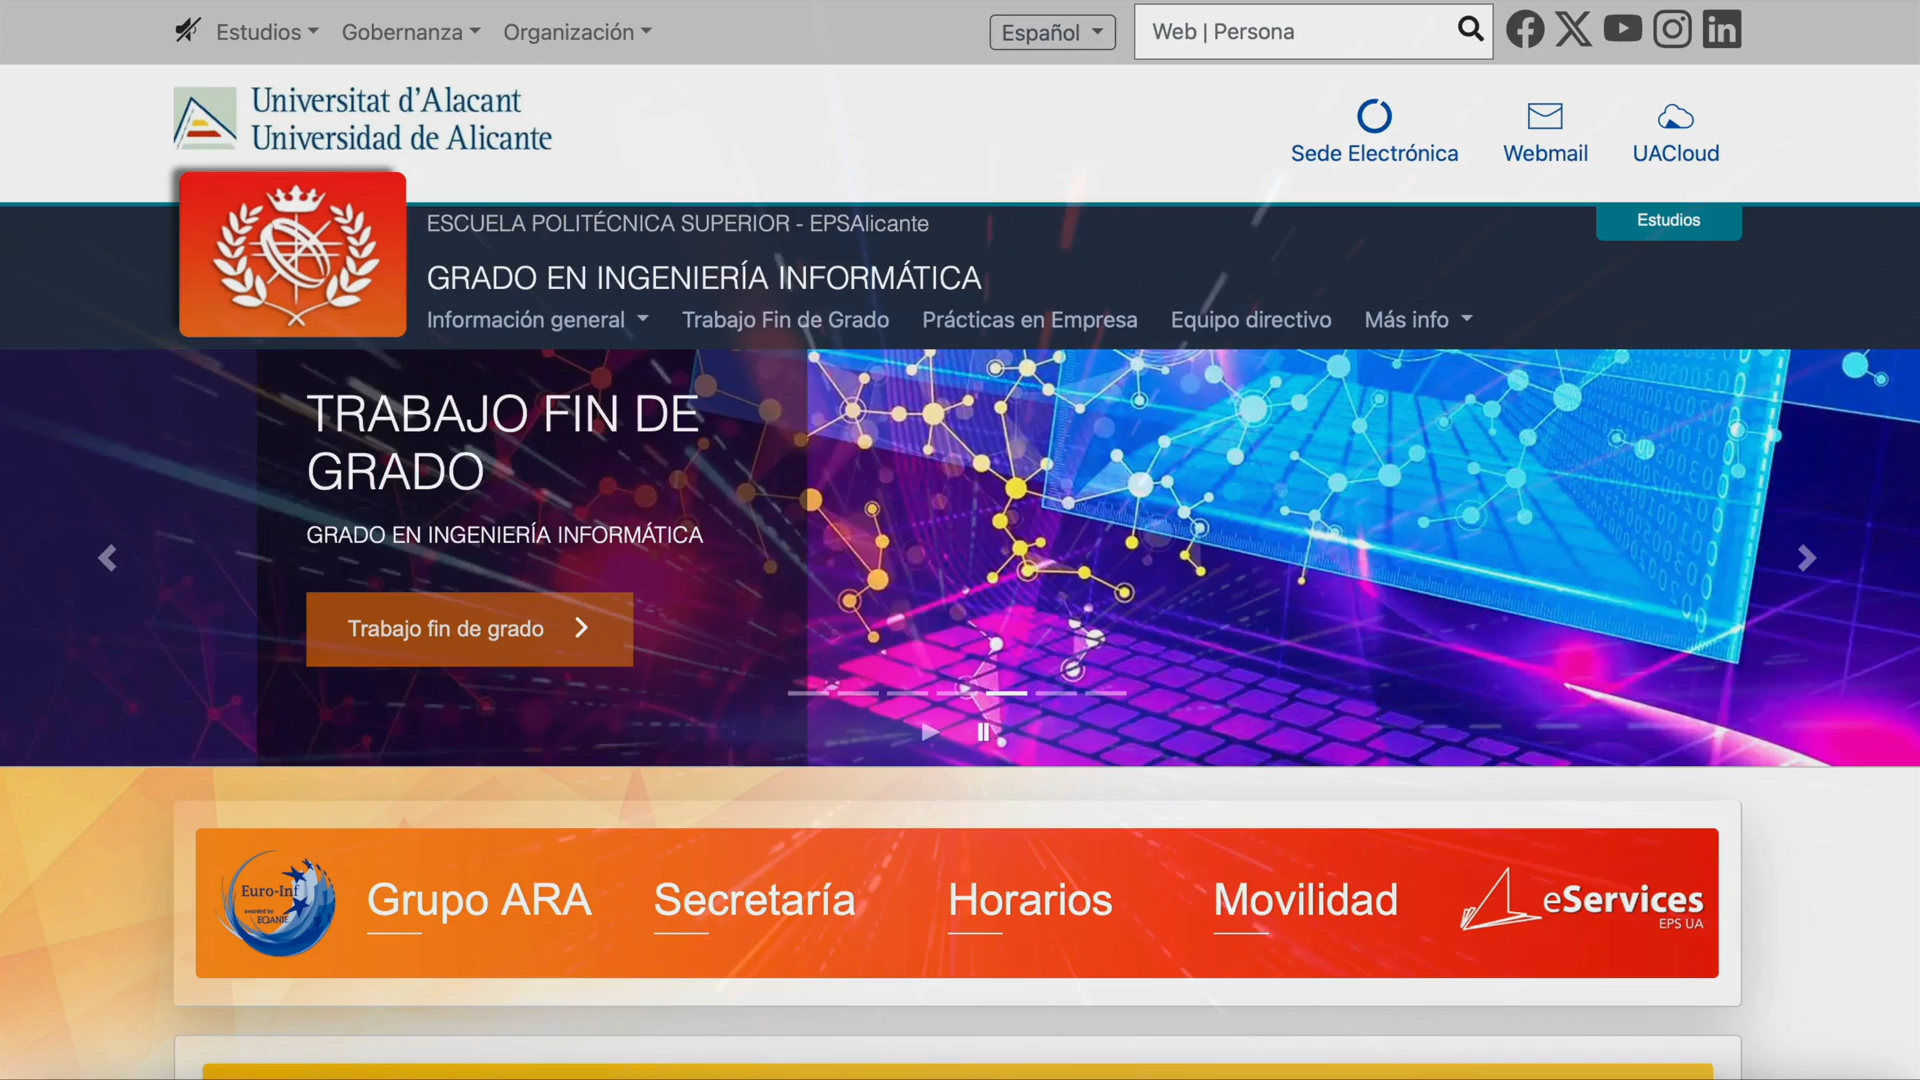 Estudios
Gobernanza
Organización
Español
Web | Persona
Universitat d'Alacant
Universidad de Alicante
Sede Electrónica
Webmail
UACloud
ESCUELA POLITÉCNICA SUPERIOR - EPSAlicante
Estudios
GRADO EN INGENIERÍA INFORMÁTICA
Información general
Trabajo Fin de Grado
Prácticas en Empresa
Equipo directivo
Más info
TRABAJO FIN DE
GRADO
GRADO EN INGENIERÍA INFORMÁTICA
Trabajo fin de grado
Euro-Inf
awarded by
EQANIE
Grupo ARA
Secretaría
Horarios
Movilidad
eServices
EPS UA